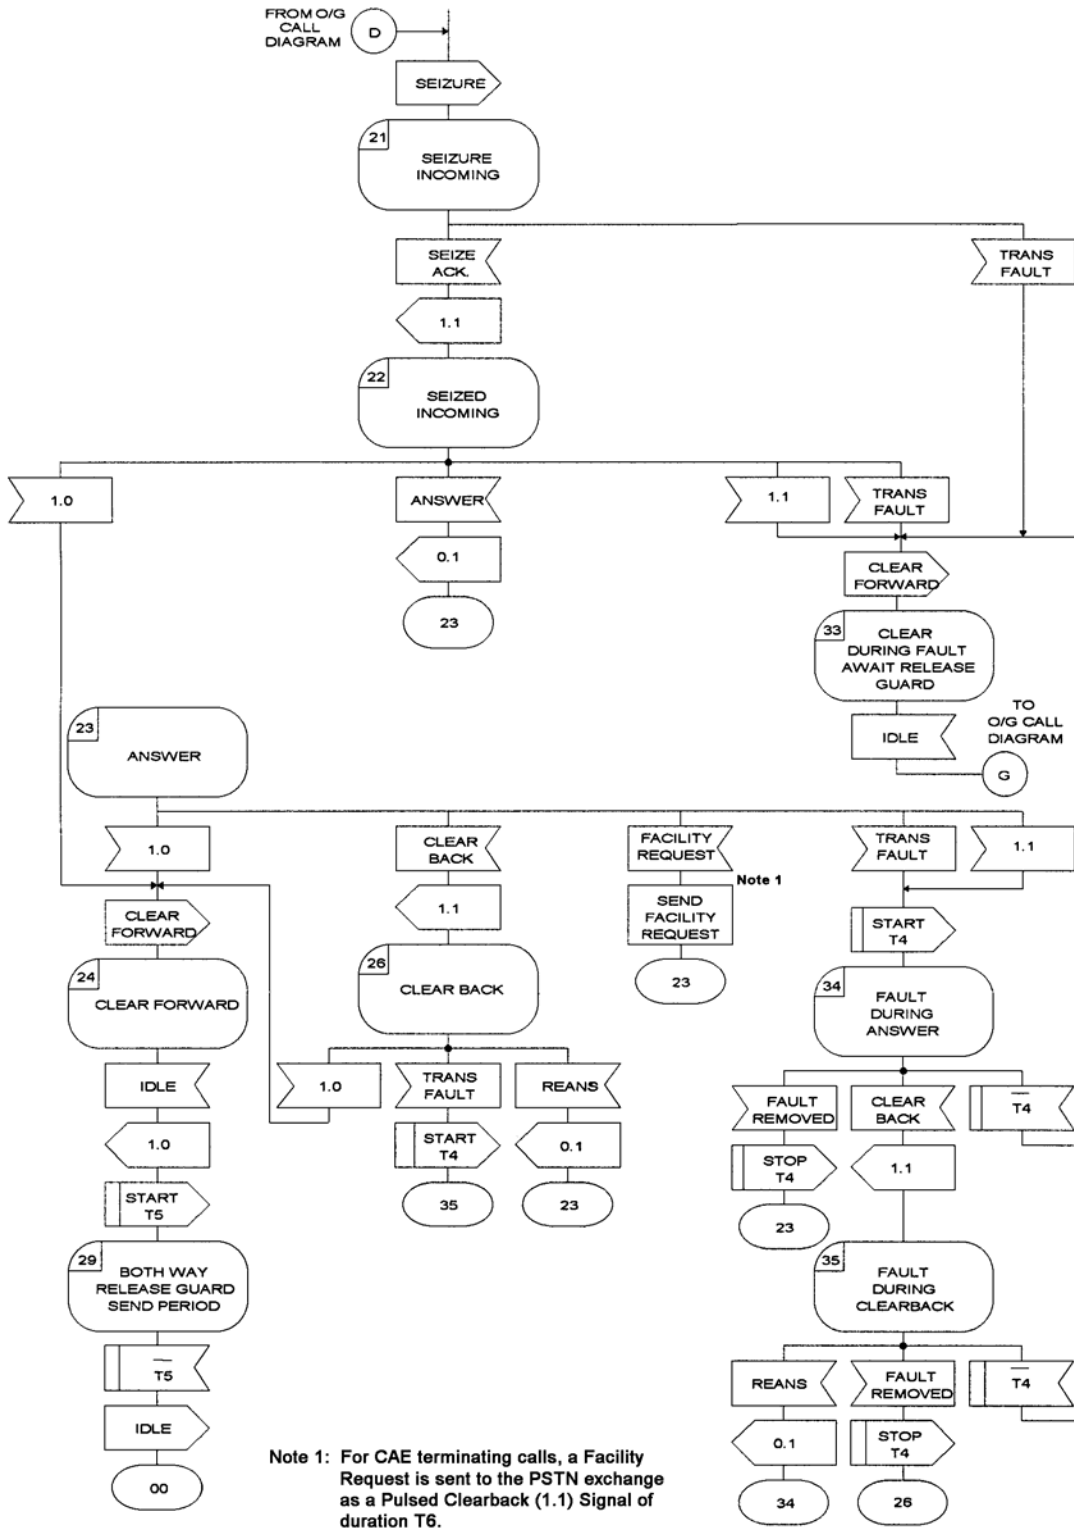 FROM O/G
CALL
DIAGRAM
D
SEIZURE
21
SEIZURE
INCOMING
SEIZE
ACK.
TRANS
FAULT
1.1
22
SEIZED
INCOMING
1.0
ANSWER
1.1
TRANS
FAULT
0.1
CLEAR
FORWARD
23
33
CLEAR
DURING FAULT
AWAIT RELEASE
GUARD
TO
O/G CALL
DIAGRAM
IDLE
G
23
ANSWER
1.0
CLEAR
BACK
FACILITY
REQUEST
TRANS
FAULT
1.1
Note 1
CLEAR
FORWARD
1.1
SEND
FACILITY
REQUEST
START
T4
24
CLEAR FORWARD
26
CLEAR BACK
23
34
FAULT
DURING
ANSWER
IDLE
1.0
TRANS
FAULT
REANS
FAULT
REMOVED
CLEAR
BACK
T4
1.0
START
T4
0.1
STOP
T4
1.1
START
T5
35
23
23
29
BOTH WAY
RELEASE GUARD
SEND PERIOD
35
FAULT
DURING
CLEARBACK
T5
REANS
FAULT
REMOVED
T4
IDLE
0.1
STOP
T4
00
34
26
Note 1: For CAE terminating calls, a Facility
Request is sent to the PSTN exchange
as a Pulsed Clearback (1.1) Signal of
duration T6.